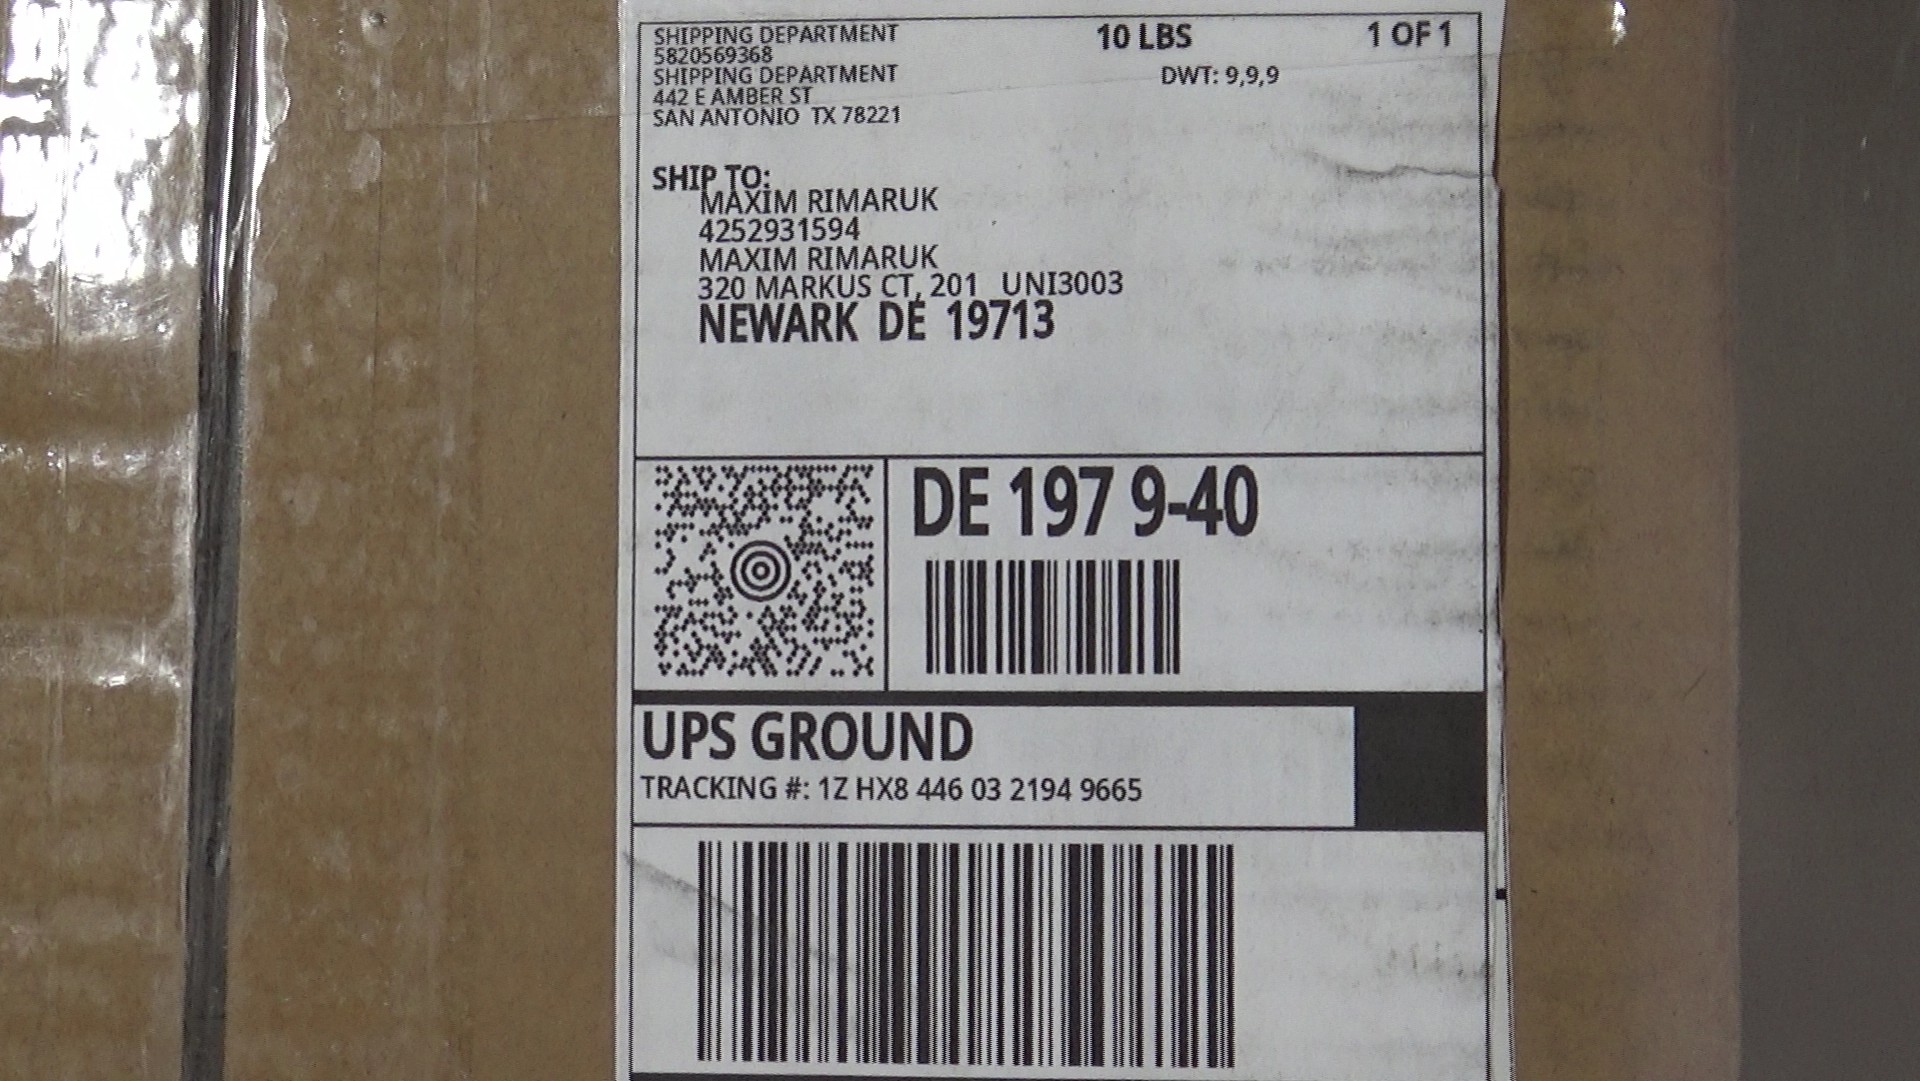 SHIPPING DEPARTMENT
5820569368
SHIPPING DEPARTMENT
442 E AMBER ST
SAN ANTONIO TX 78221
10 LBS
1 OF 1
DWT: 9,9,9
SHIP TO:
MAXIM RIMARUK
4252931594
MAXIM RIMARUK
320 MARKUS CT, 201 UNI3003
NEWARK DE 19713
DE 197 9-40
UPS GROUND
TRACKING #: 1Z HX8 446 03 2194 9665